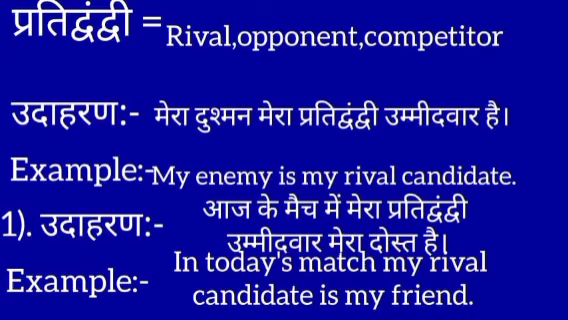 प्रतिद्वंद्वी = Rival,opponent,competitor
उदाहरण:- मेरा दुश्मन मेरा प्रतिद्वंद्वी उम्मीदवार है।
Example:- My enemy is my rival candidate.
1). उदाहरण:- आज के मैच में मेरा प्रतिद्वंद्वी
उम्मीदवार मेरा दोस्त है।
Example:- In today's match my rival
candidate is my friend.